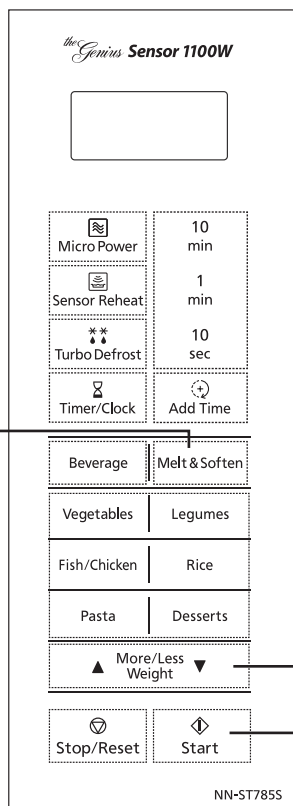 the Genius Sensor 1100W
Micro Power
10
min
Sensor Reheat
1
min
Turbo Defrost
10
sec
Timer/Clock
Add Time
Beverage
Melt & Soften
Vegetables
Legumes
Fish/Chicken
Rice
Pasta
Desserts
More/Less
Weight
Stop/Reset
Start
NN-ST785S